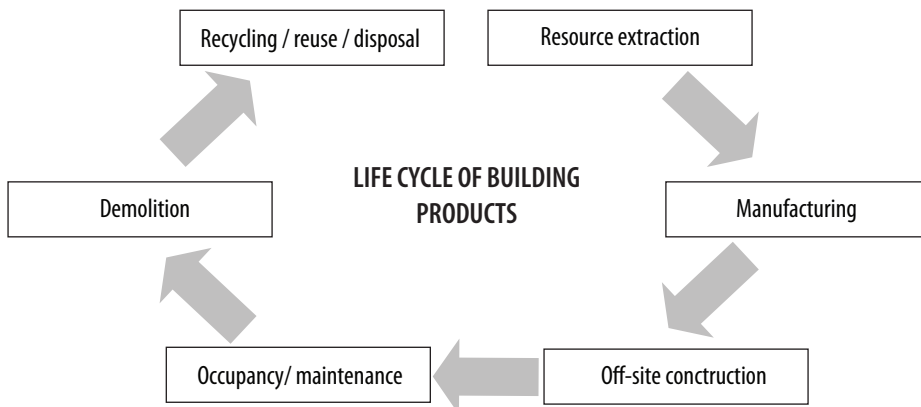 Recycling / reuse / disposal
Resource extraction
LIFE CYCLE OF BUILDING
PRODUCTS
Demolition
Manufacturing
Occupancy/ maintenance
Off-site conctruction